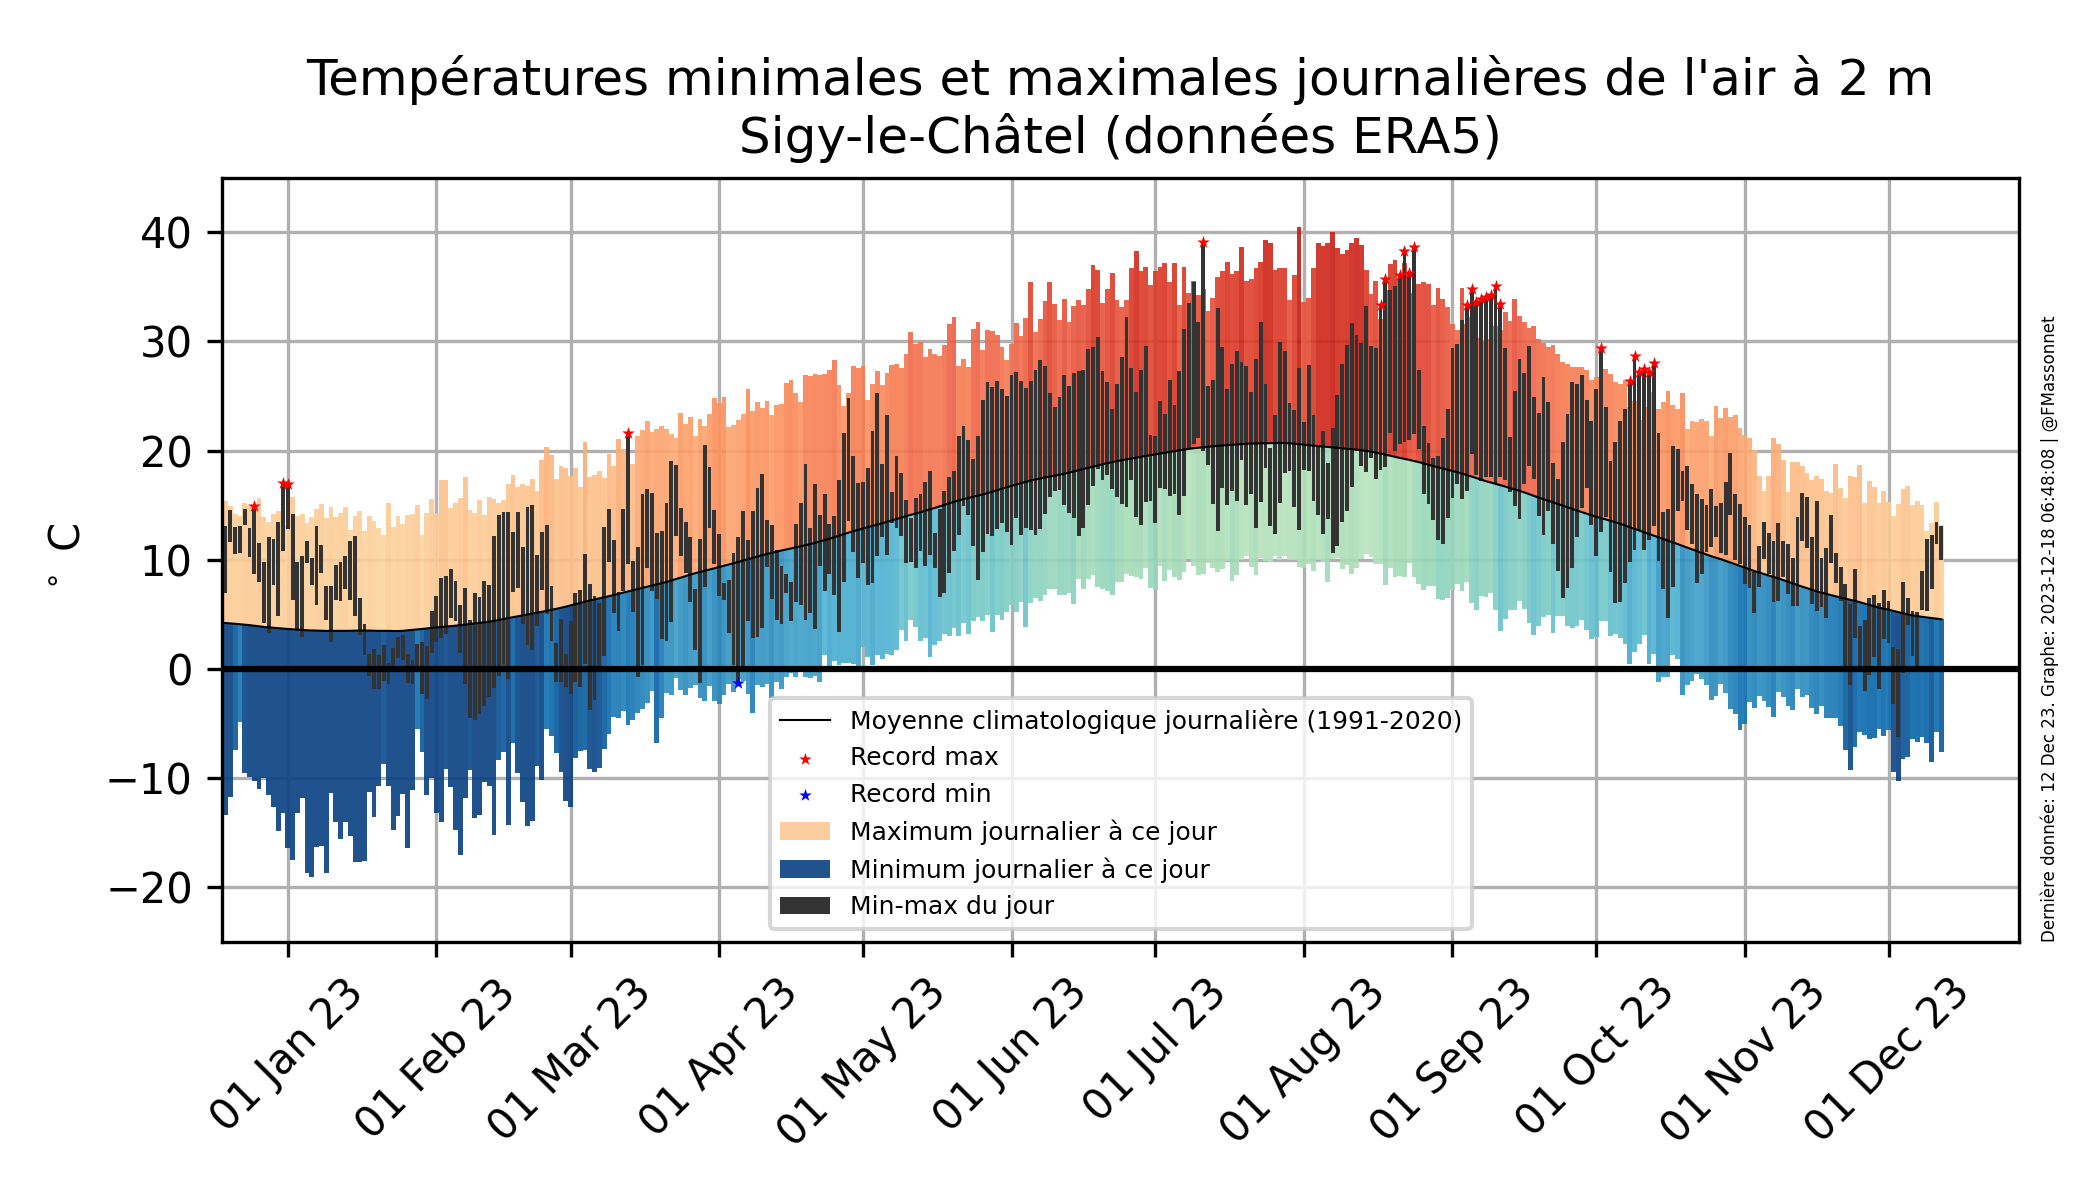 Températures minimales et maximales journalières de l'air à 2 m
Sigy-le-Châtel (données ERA5)
° C
40
30
20
10
0
−10
−20
Moyenne climatologique journalière (1991-2020)
Record max
Record min
Maximum journalier à ce jour
Minimum journalier à ce jour
Min-max du jour
01 Jan 23
01 Feb 23
01 Mar 23
01 Apr 23
01 May 23
01 Jun 23
01 Jul 23
01 Aug 23
01 Sep 23
01 Oct 23
01 Nov 23
01 Dec 23
Dernière donnée: 12 Dec 23. Graphe: 2023-12-18 06:48:08 | @FMassonnet